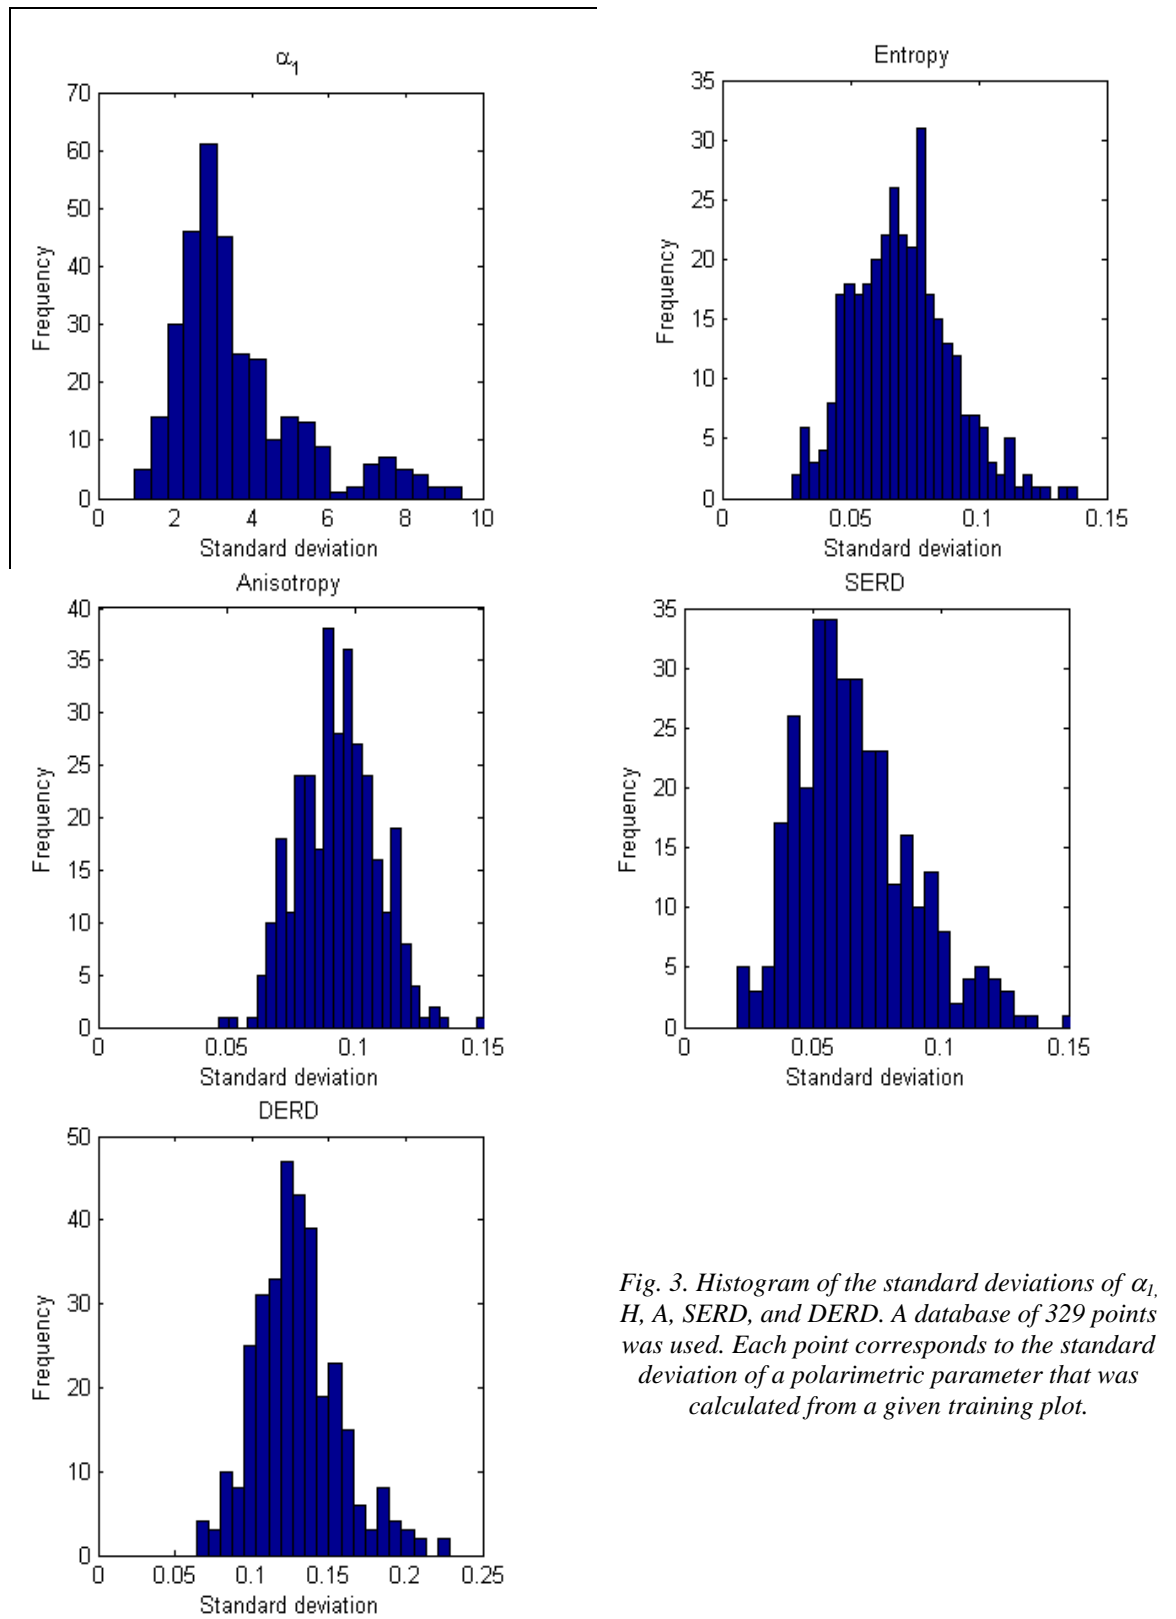 α1
70
60
50
40
30
20
10
0
Frequency
0 2 4 6 8 10
Standard deviation
Entropy
35
30
25
20
15
10
5
0
Frequency
0 0.05 0.1 0.15
Standard deviation
Anisotropy
40
35
30
25
20
15
10
5
0
Frequency
0 0.05 0.1 0.15
Standard deviation
SERD
35
30
25
20
15
10
5
0
Frequency
0 0.05 0.1 0.15
Standard deviation
DERD
50
40
30
20
10
0
Frequency
0 0.05 0.1 0.15 0.2 0.25
Standard deviation
Fig. 3. Histogram of the standard deviations of α1,
H, A, SERD, and DERD. A database of 329 points
was used. Each point corresponds to the standard
deviation of a polarimetric parameter that was
calculated from a given training plot.